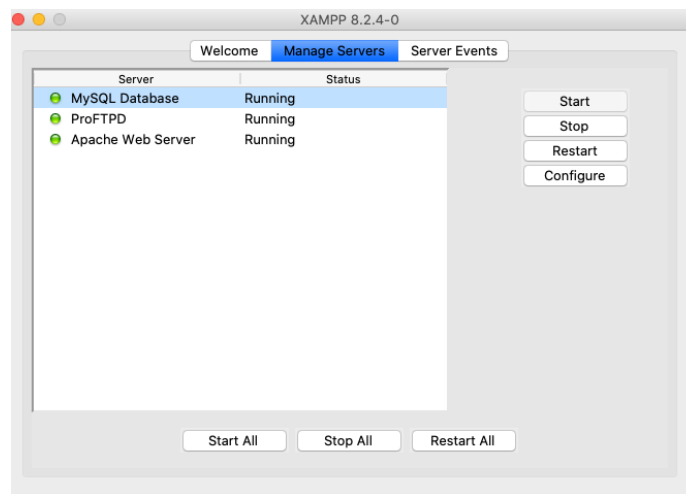 XAMPP 8.2.4-0
Welcome Manage Servers Server Events
Server Status
MySQL Database Running
ProFTPD Running
Apache Web Server Running
Start
Stop
Restart
Configure
Start All Stop All Restart All